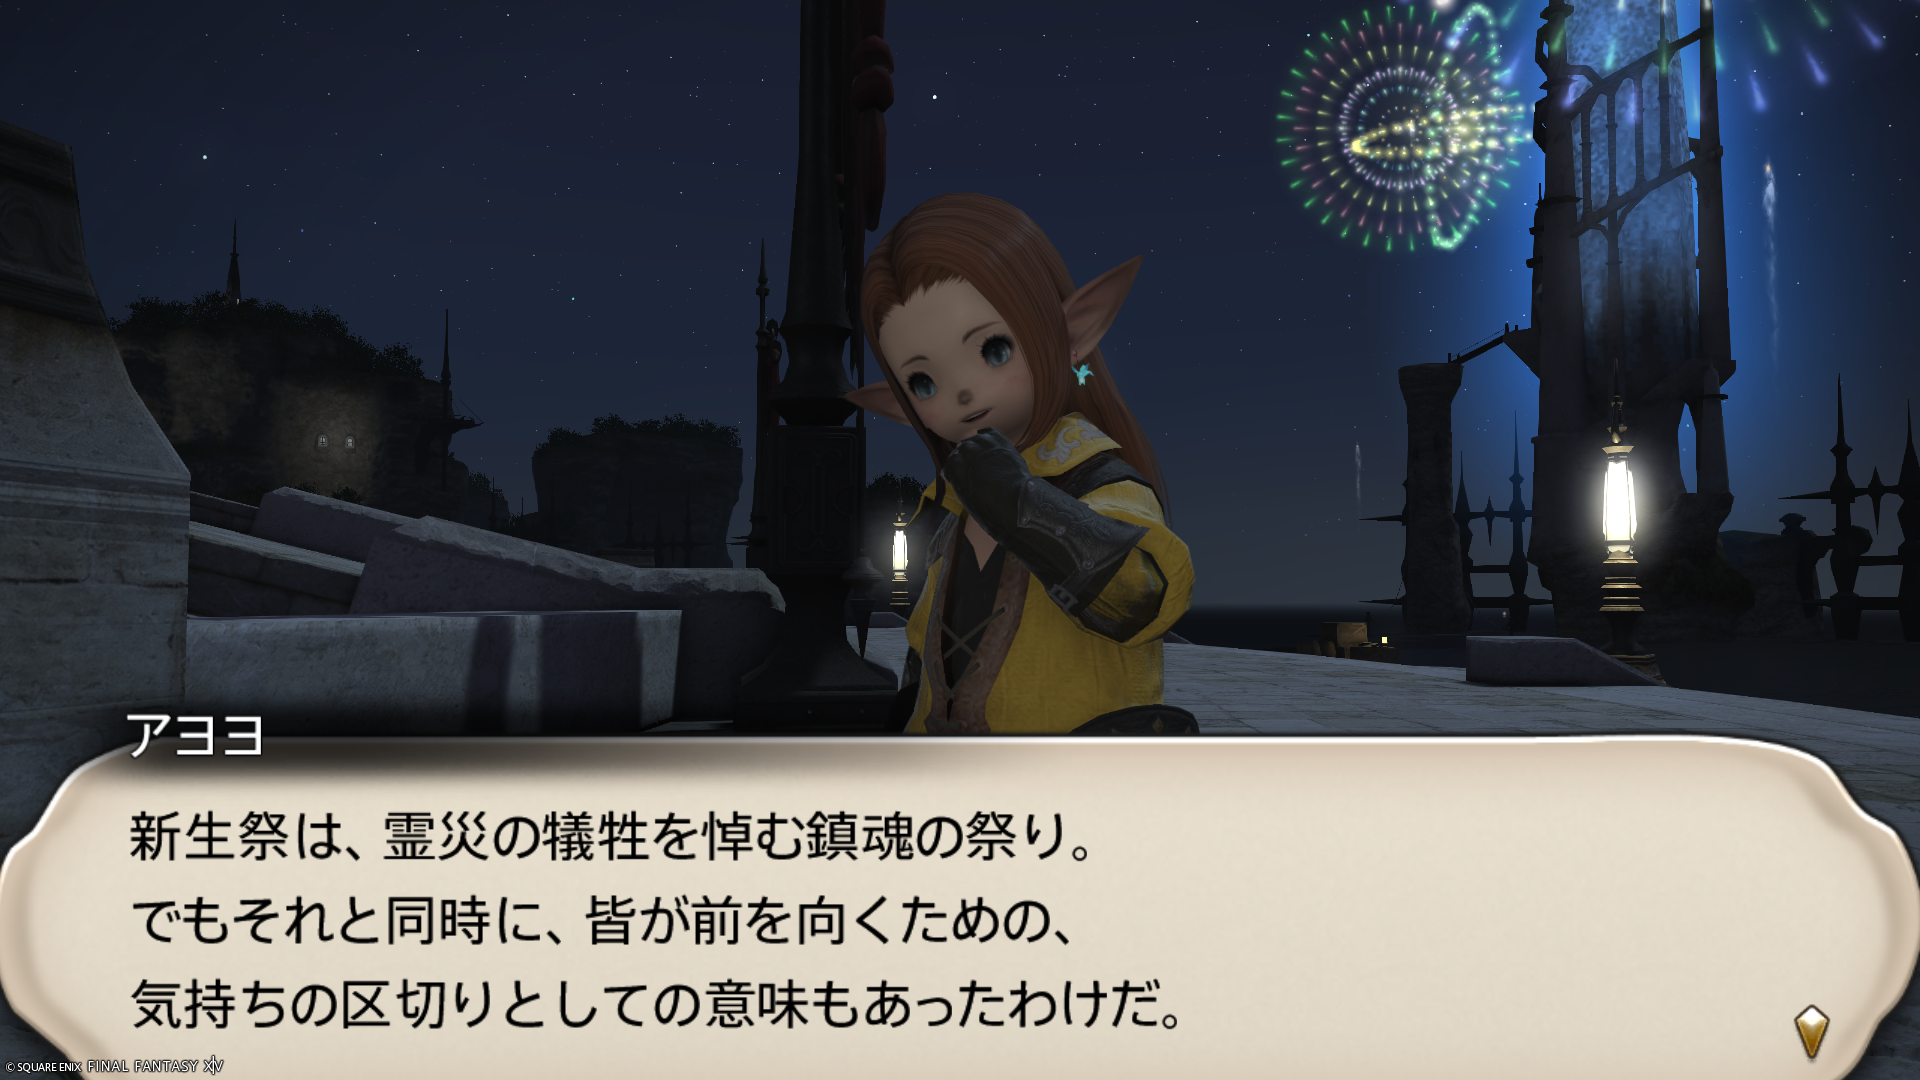 アヨヨ
新生祭は、霊災の犠牲を悼む鎮魂の祭り。
でもそれと同時に、皆が前を向くための、
気持ちの区切りとしての意味もあったわけだ。
© SQUARE ENIX FINAL FANTASY XIV